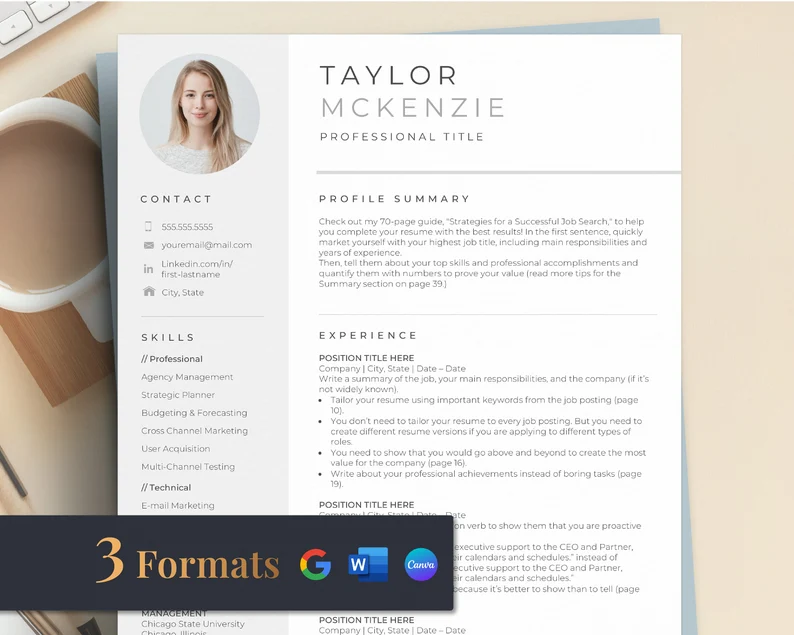 TAYLOR
MCKENZIE
PROFESSIONAL TITLE
CONTACT
555.555.5555
youremail@mail.com
Linkedin.com/in/
first-lastname
City, State
SKILLS
// Professional
Agency Management
Strategic Planner
Budgeting & Forecasting
Cross Channel Marketing
User Acquisition
Multi-Channel Testing
// Technical
E-mail Marketing
MANAGEMENT
Chicago State University
Chicago, Illinois
PROFILE SUMMARY
Check out my 70-page guide, "Strategies for a Successful Job Search," to help
you complete your resume with the best results! In the first sentence, quickly
market yourself with your highest job title, including main responsibilities and
years of experience.
Then, tell them about your top skills and professional accomplishments and
quantify them with numbers to prove your value (read more tips for the
Summary section on page 39.)
EXPERIENCE
POSITION TITLE HERE
Company | City, State | Date – Date
Write a summary of the job, your main responsibilities, and the company (if it's
not widely known).
• Tailor your resume using important keywords from the job posting (page
10).
• You don't need to tailor your resume to every job posting. But you need to
create different resume versions if you are applying to different types of
roles.
• You need to show that you would go above and beyond to create the most
value for the company (page 16).
• Write about your professional achievements instead of boring tasks (page
19).
POSITION TITLE HERE
Company | City, State | Date – Date
on verb to show them that you are proactive
executive support to the CEO and Partner,
eir calendars and schedules." instead of
ecutive support to the CEO and Partner,
eir calendars and schedules."
because it's better to show than to tell (page
POSITION TITLE HERE
Company | City, State | Date – Date
3 Formats
G
W
Canva